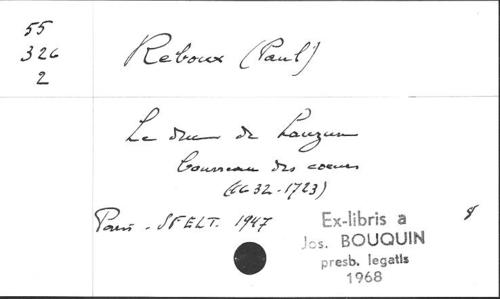 55
326
2
Reboux (Paul)
Le duc de Lauzun
bourreau des coeurs
(1632-1723)
Paris - SFELT. 1947
8
Ex-libris a
Jos. BOUQUIN
presb. legatis
1968